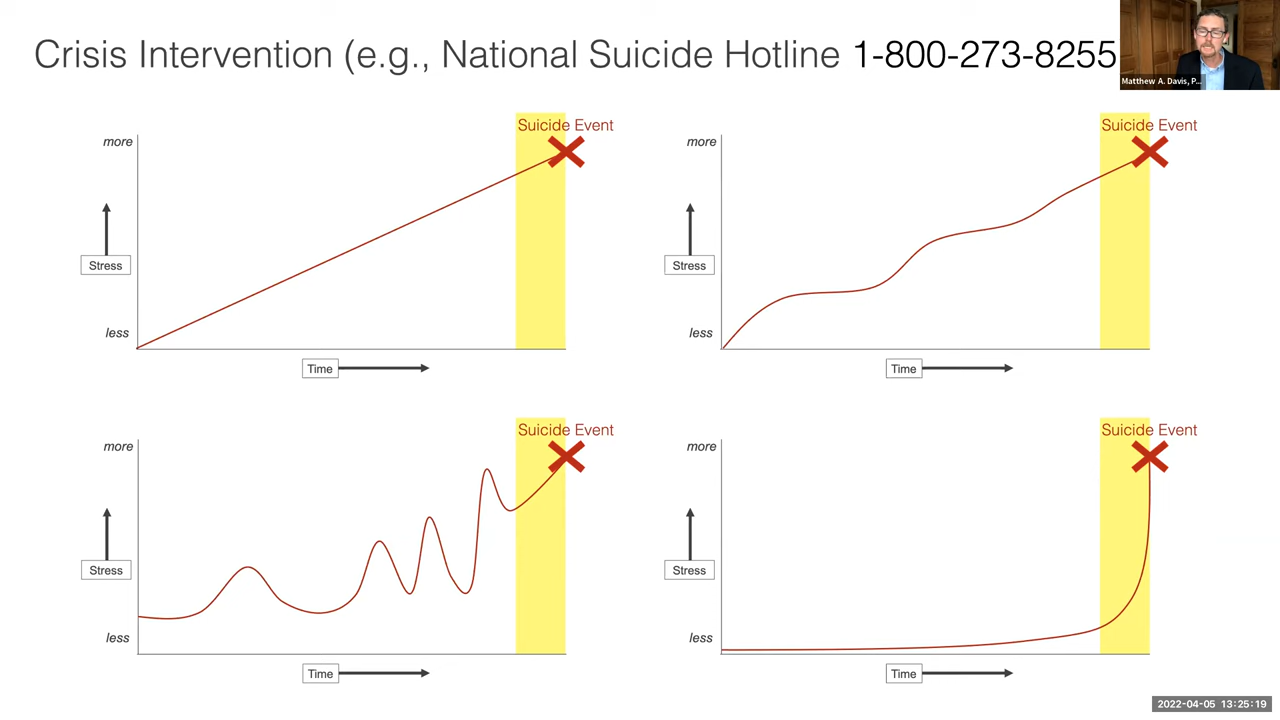 Crisis Intervention (e.g., National Suicide Hotline 1-800-273-8255
Matthew A. Davis, P...
Suicide Event
more
Stress
less
Time
Suicide Event
more
Stress
less
Time
Suicide Event
more
Stress
less
Time
Suicide Event
more
Stress
less
Time
2022-04-05 13:25:19